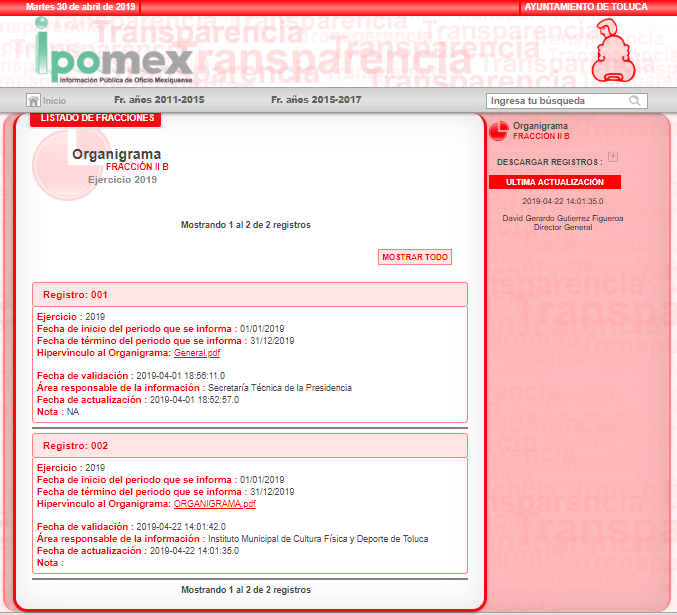 Martes 30 de abril de 2019
AYUNTAMIENTO DE TOLUCA
ipomex
Información Pública de Oficio Mexiquense
Transparencia
Transparencia
Transparencia
Inicio
Fr. años 2011-2015
Fr. años 2015-2017
Ingresa tu búsqueda
LISTADO DE FRACCIONES
Organigrama
FRACCIÓN II B
Ejercicio 2019
Mostrando 1 al 2 de 2 registros
MOSTRAR TODO
Registro: 001
Ejercicio : 2019
Fecha de inicio del periodo que se informa : 01/01/2019
Fecha de término del periodo que se informa : 31/12/2019
Hipervínculo al Organigrama: General.pdf
Fecha de validación : 2019-04-01 18:56:11.0
Área responsable de la información : Secretaría Técnica de la Presidencia
Fecha de actualización : 2019-04-01 18:52:57.0
Nota : NA
Registro: 002
Ejercicio : 2019
Fecha de inicio del periodo que se informa : 01/01/2019
Fecha de término del periodo que se informa : 31/12/2019
Hipervínculo al Organigrama: ORGANIGRAMA.pdf
Fecha de validación : 2019-04-22 14:01:42.0
Área responsable de la información : Instituto Municipal de Cultura Física y Deporte de Toluca
Fecha de actualización : 2019-04-22 14:01:35.0
Nota :
Mostrando 1 al 2 de 2 registros
Organigrama
FRACCIÓN II B
DESCARGAR REGISTROS :
ULTIMA ACTUALIZACIÓN
2019-04-22 14:01:35.0
David Gerardo Gutierrez Figueroa
Director General